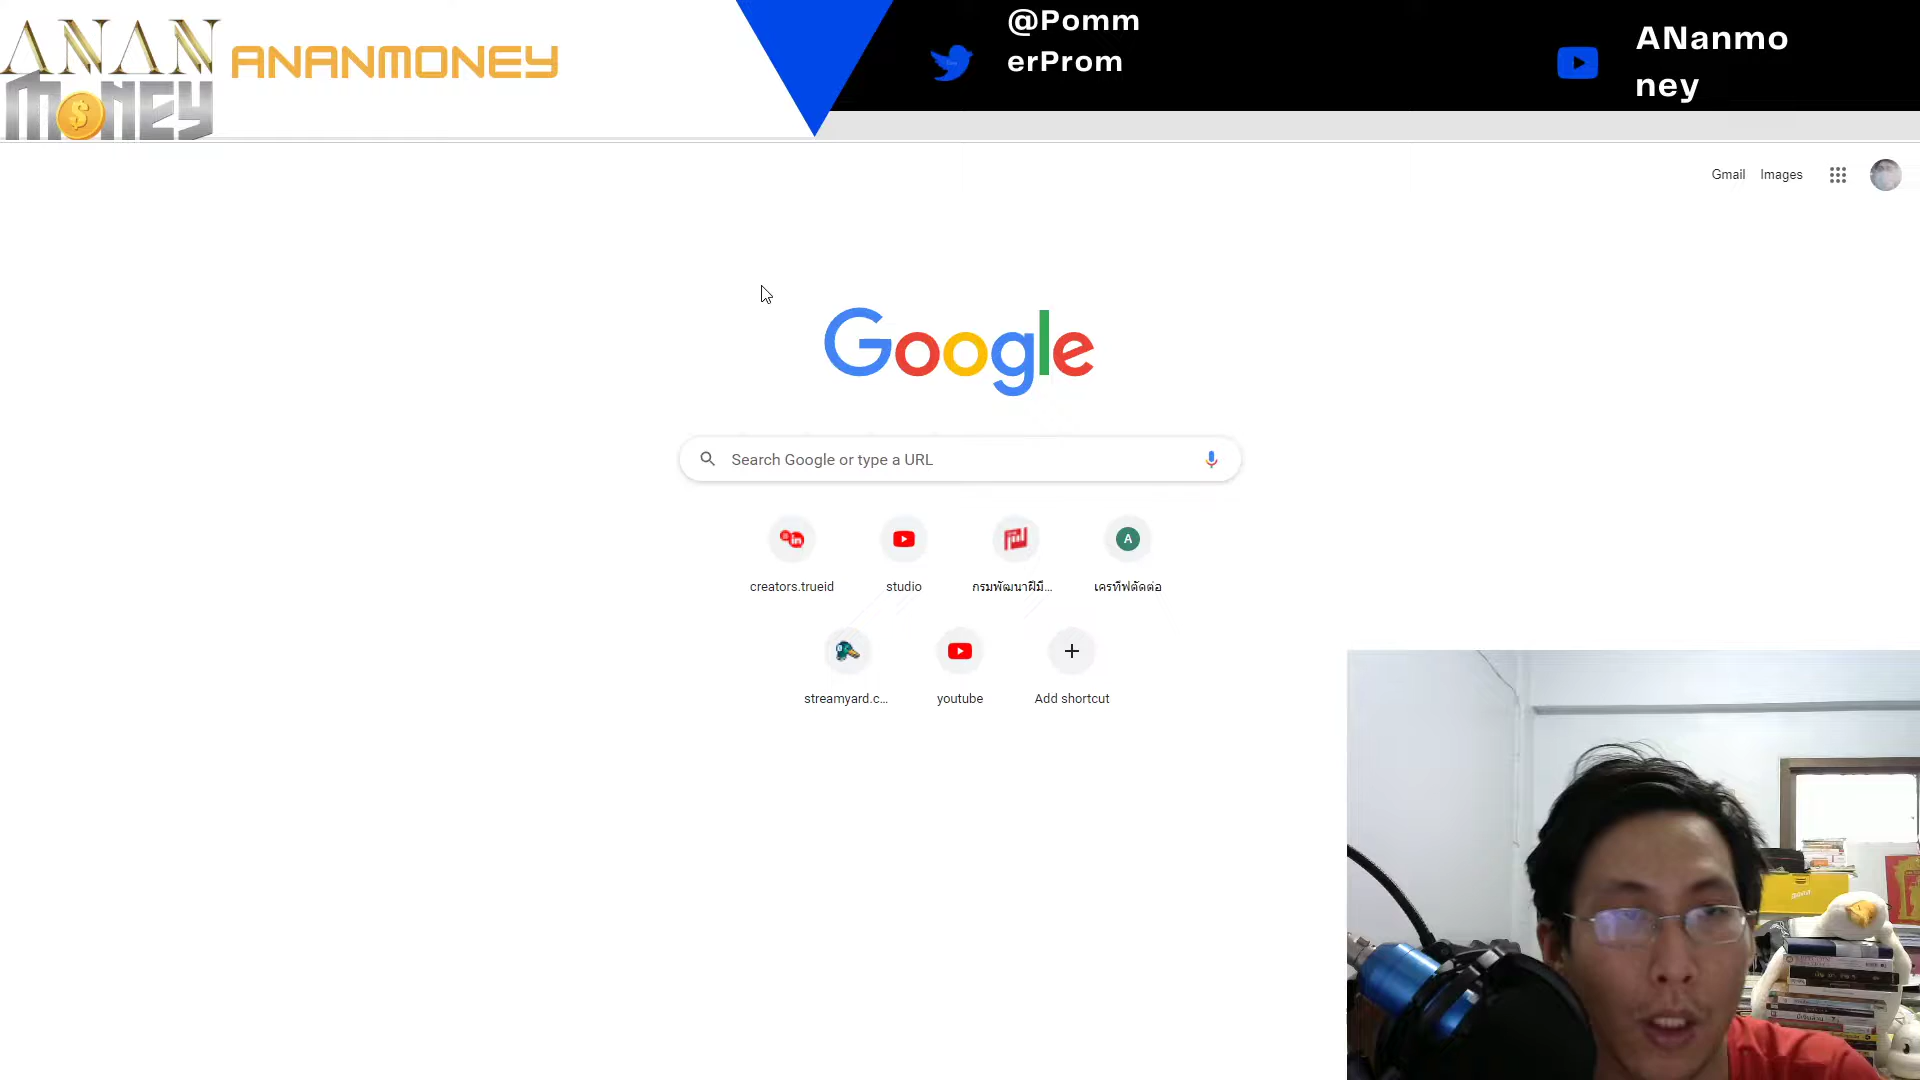 ANAN
MONEY
ANANMONEY
@Pomm
erProm
ANanmo
ney
Gmail Images
Google
Search Google or type a URL
creators.trueid
studio
กรมพัฒนาฝีมื...
A
เครทีฟตัดต่อ
streamyard.c...
youtube
Add shortcut